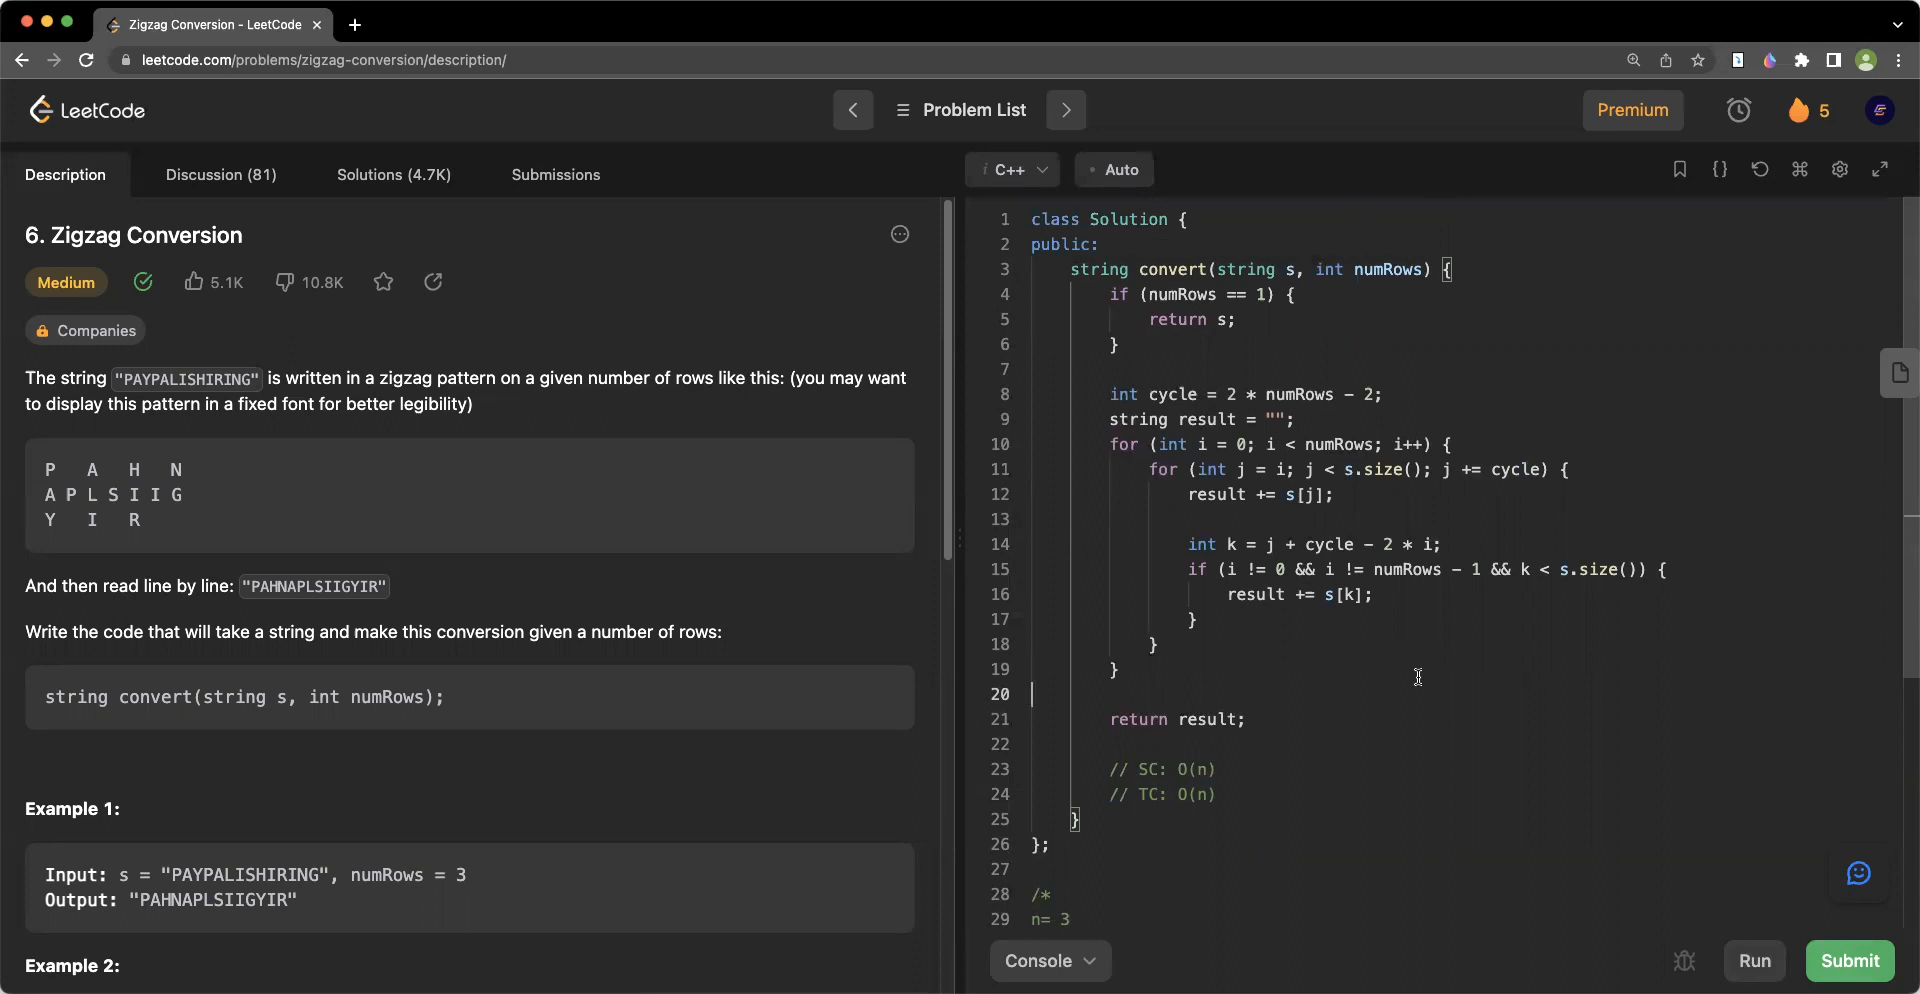 Zigzag Conversion - LeetCode
leetcode.com/problems/zigzag-conversion/description/
LeetCode
Problem List
Premium
5
Description
Discussion (81)
Solutions (4.7K)
Submissions
6. Zigzag Conversion
Medium
5.1K
10.8K
Companies
The string "PAYPALISHIRING" is written in a zigzag pattern on a given number of rows like this: (you may want
to display this pattern in a fixed font for better legibility)
P A H N
A P L S I I G
Y I R
And then read line by line: "PAHNAPLSIIGYIR"
Write the code that will take a string and make this conversion given a number of rows:
string convert(string s, int numRows);
Example 1:
Input: s = "PAYPALISHIRING", numRows = 3
Output: "PAHNAPLSIIGYIR"
Example 2:
i C++
Auto
1 class Solution {
2 public:
3 string convert(string s, int numRows) {
4 if (numRows == 1) {
5 return s;
6 }
7
8 int cycle = 2 * numRows - 2;
9 string result = "";
10 for (int i = 0; i < numRows; i++) {
11 for (int j = i; j < s.size(); j += cycle) {
12 result += s[j];
13
14 int k = j + cycle - 2 * i;
15 if (i != 0 && i != numRows - 1 && k < s.size()) {
16 result += s[k];
17 }
18 }
19 }
20
21 return result;
22
23 // SC: O(n)
24 // TC: O(n)
25 }
26 };
27
28 /*
29 n= 3
Console
Run
Submit